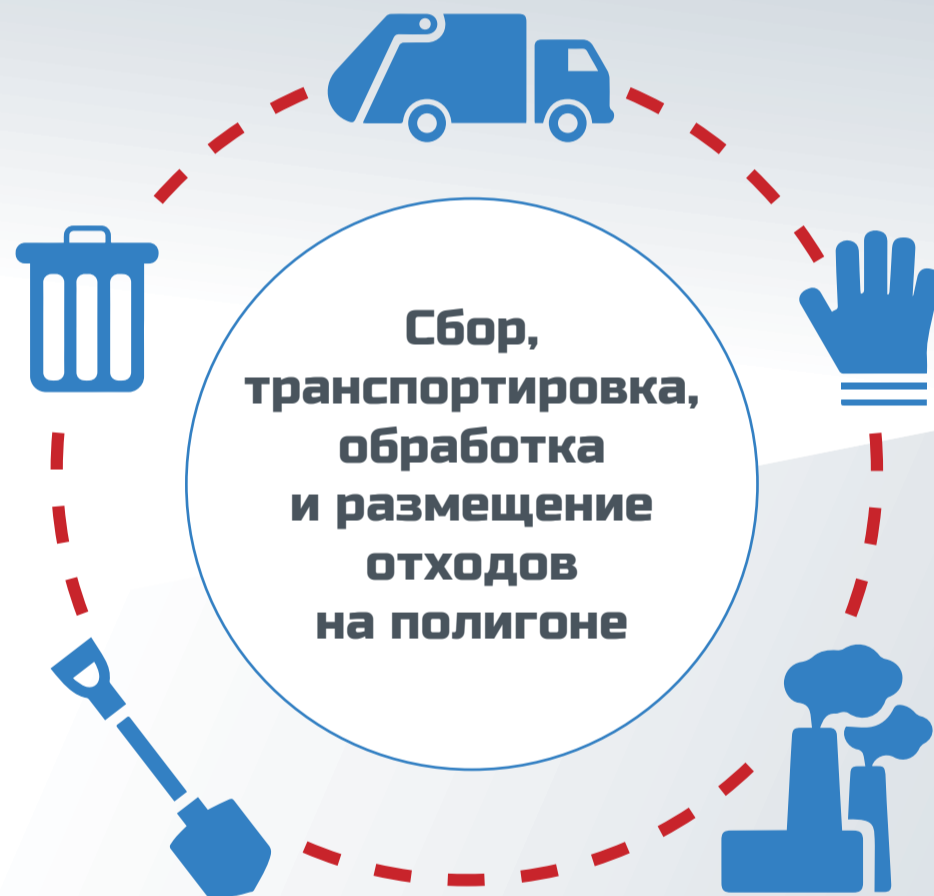 Сбор,
транспортировка,
обработка
и размещение
отходов
на полигоне